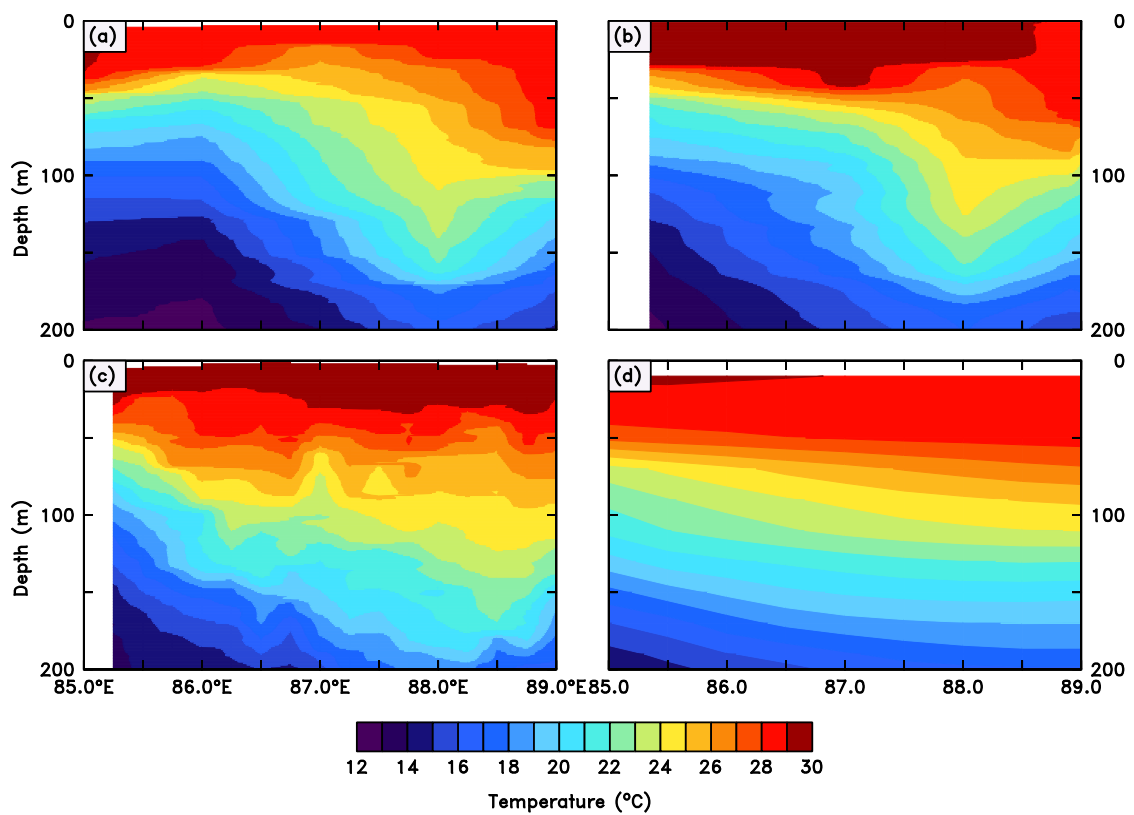 0 (a) (b) 0
Depth (m) 100 100
200 200
0 (c) (d) 0
Depth (m) 100 100
200 200
85.0°E 86.0°E 87.0°E 88.0°E 89.0°E 85.0 86.0 87.0 88.0 89.0
12 14 16 18 20 22 24 26 28 30
Temperature (°C)